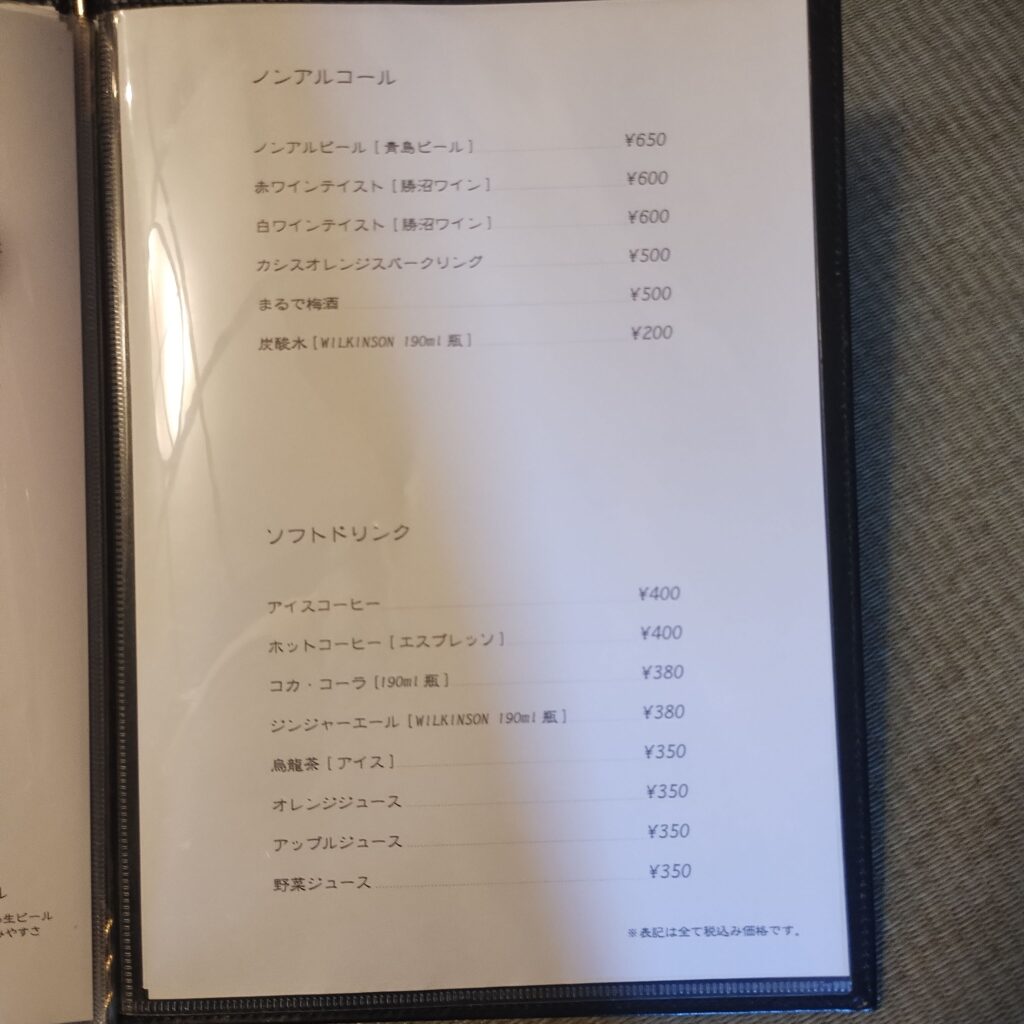 ノンアルコール
ノンアルビール [ 青島ビール ] ¥650
赤ワインテイスト [ 勝沼ワイン ] ¥600
白ワインテイスト [ 勝沼ワイン ] ¥600
カシスオレンジスパークリング ¥500
まるで梅酒 ¥500
炭酸水 [ WILKINSON 190ml 瓶 ] ¥200
ソフトドリンク
アイスコーヒー ¥400
ホットコーヒー [ エスプレッソ ] ¥400
コカ・コーラ [190ml 瓶 ] ¥380
ジンジャーエール [ WILKINSON 190ml 瓶 ] ¥380
烏龍茶 [ アイス ] ¥350
オレンジジュース ¥350
アップルジュース ¥350
野菜ジュース ¥350
※表記は全て税込み価格です。
生ビール
みやすさ